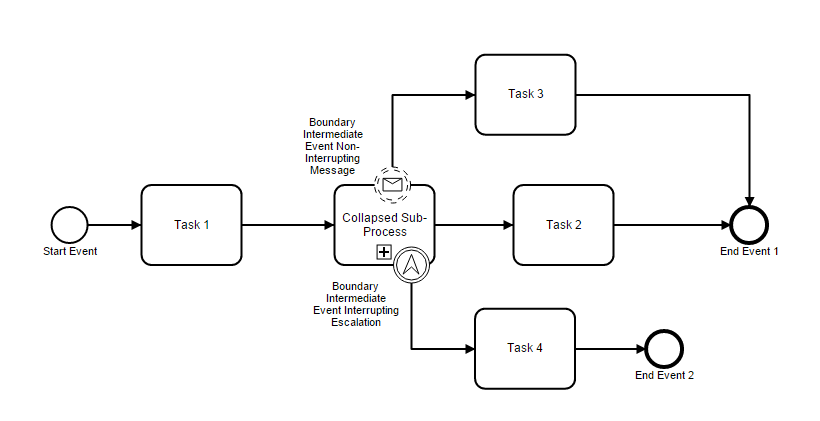 Task 3
Boundary
Intermediate
Event Non-
Interrupting
Message
Task 1
Collapsed Sub-
Process
Task 2
Start Event
End Event 1
Boundary
Intermediate
Event Interrupting
Escalation
Task 4
End Event 2